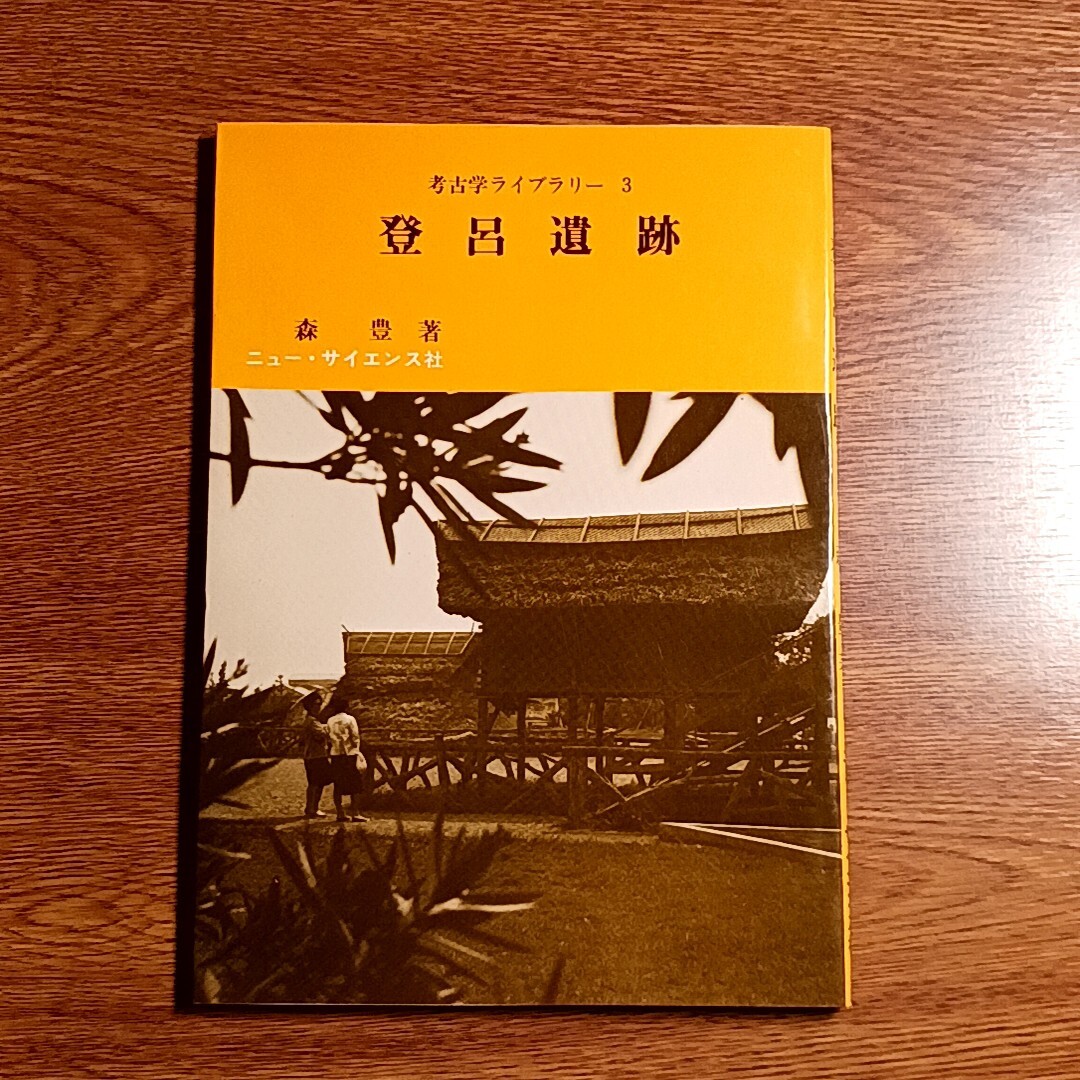 考古学ライブラリー 3
登呂遺跡
森 豊 著
ニュー・サイエンス社